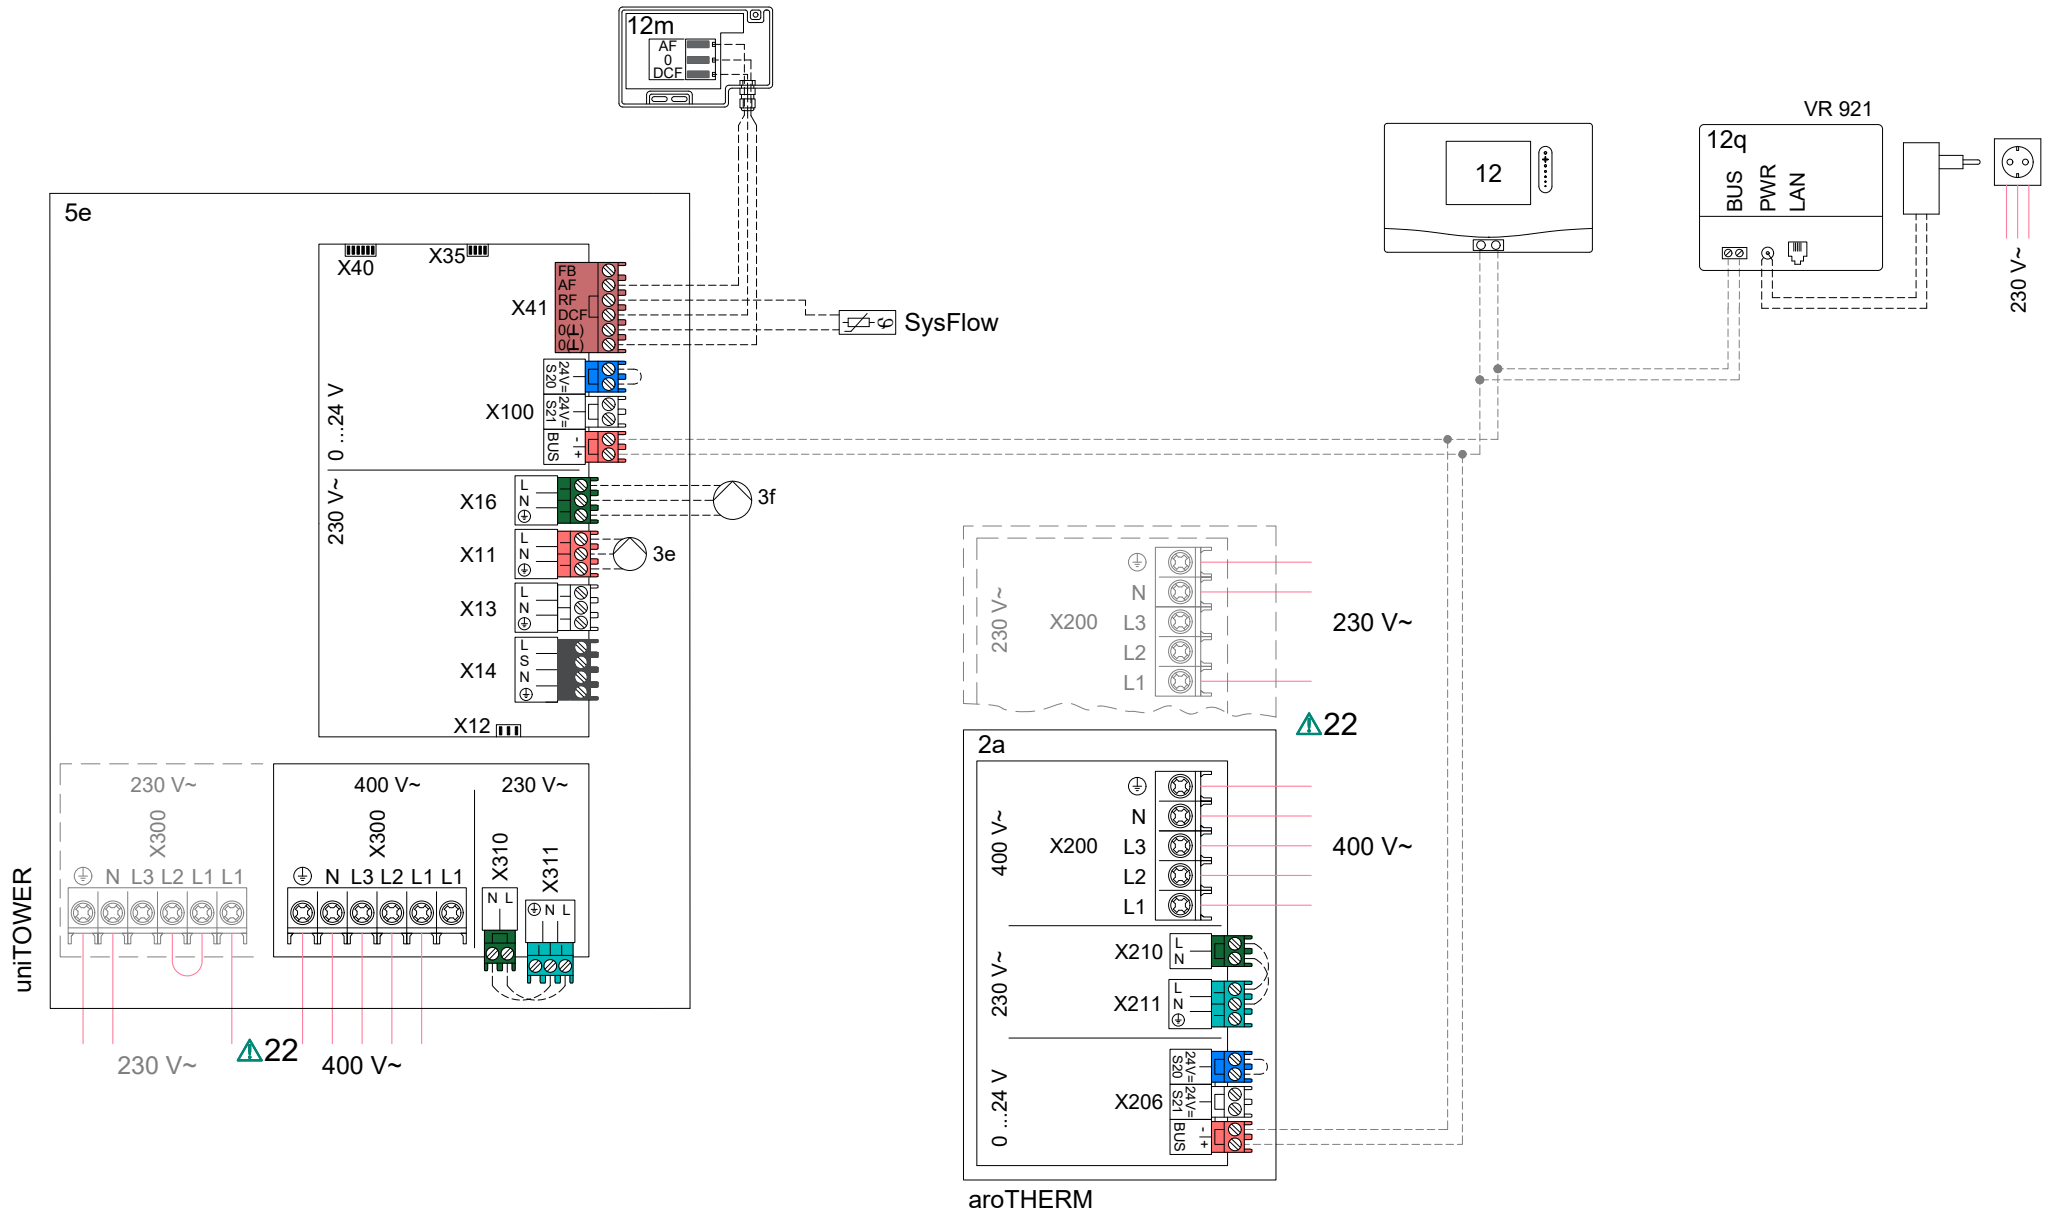 12m
AF
0
DCF
VR 921
12q
BUS
PWR
LAN
12
230 V~
5e
X40
X35
X41
FB
AF
RF
DCF
0(⊥)
0(⊥)
SysFlow
0 ...24 V
X100
24V=
S20
24V=
S21
BUS
-
+
230 V~
X16
L
N
3f
X11
L
N
3e
X13
L
N
X14
L
S
N
X12
230 V~
X300
N L3 L2 L1 L1
400 V~
X300
N L3 L2 L1 L1
230 V~
X310
N L
X311
N L
uniTOWER
230 V~
22
400 V~
230 V~
X200
N
L3
L2
L1
230 V~
22
2a
400 V~
X200
N
L3
L2
L1
400 V~
230 V~
X210
L
N
X211
L
N
0 ...24 V
X206
24V=
S20
24V=
S21
BUS
-
+
aroTHERM